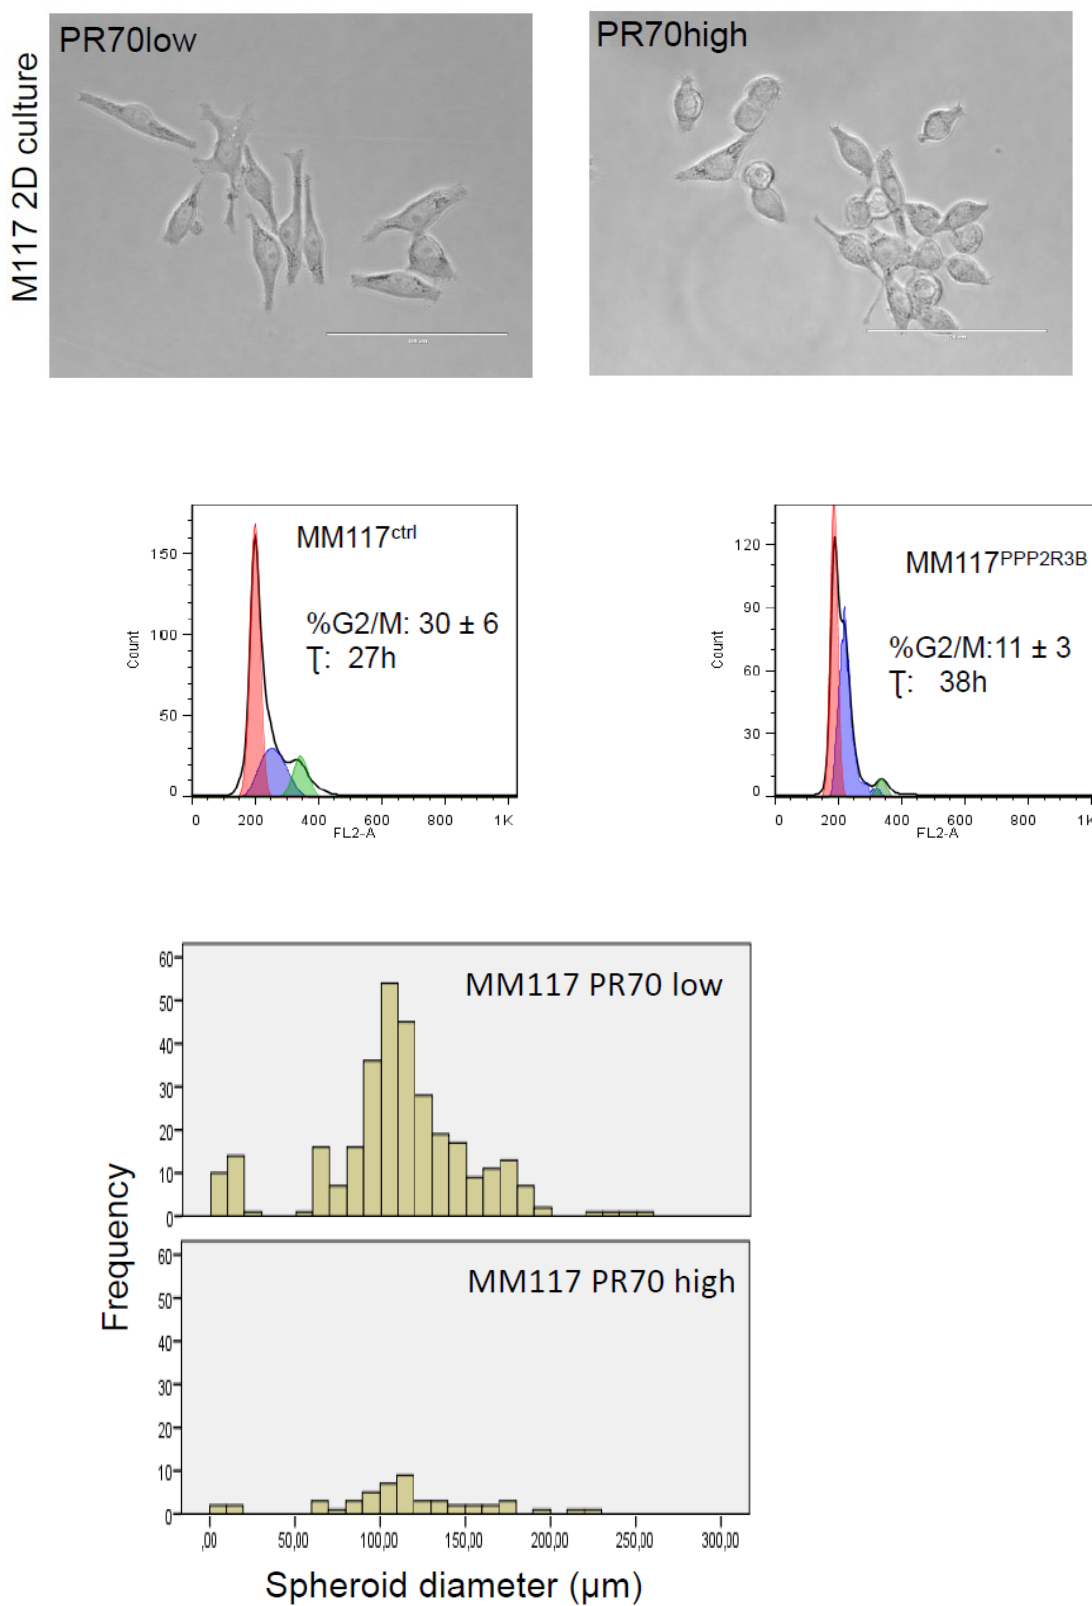 PR70low
PR70high
M117 2D culture
MM117ctrl
%G2/M: 30 ± 6
Ʈ: 27h
Count
150
100
50
0
0 200 400 600 800 1K
FL2-A
MM117PPP2R3B
%G2/M:11 ± 3
Ʈ: 38h
Count
120
90
60
30
0
0 200 400 600 800 1K
FL2-A
MM117 PR70 low
60
50
40
30
20
10
0
Frequency
MM117 PR70 high
60
50
40
30
20
10
0
,00 50,00 100,00 150,00 200,00 250,00 300,00
Spheroid diameter (µm)